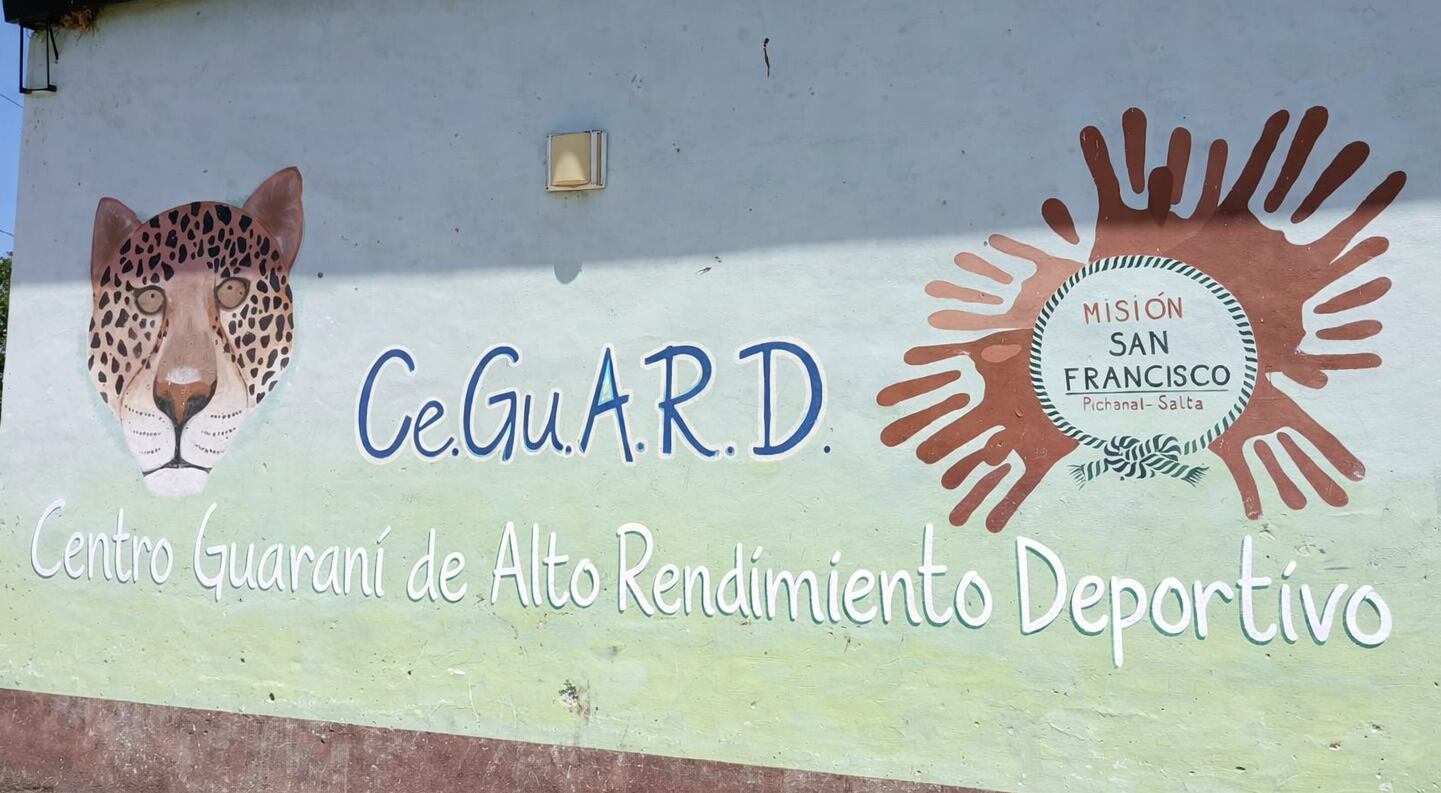 Ce.Gu.A.R.D.
MISIÓN
SAN
FRANCISCO
Pichanal-Salta
Centro Guaraní de Alto Rendimiento Deportivo